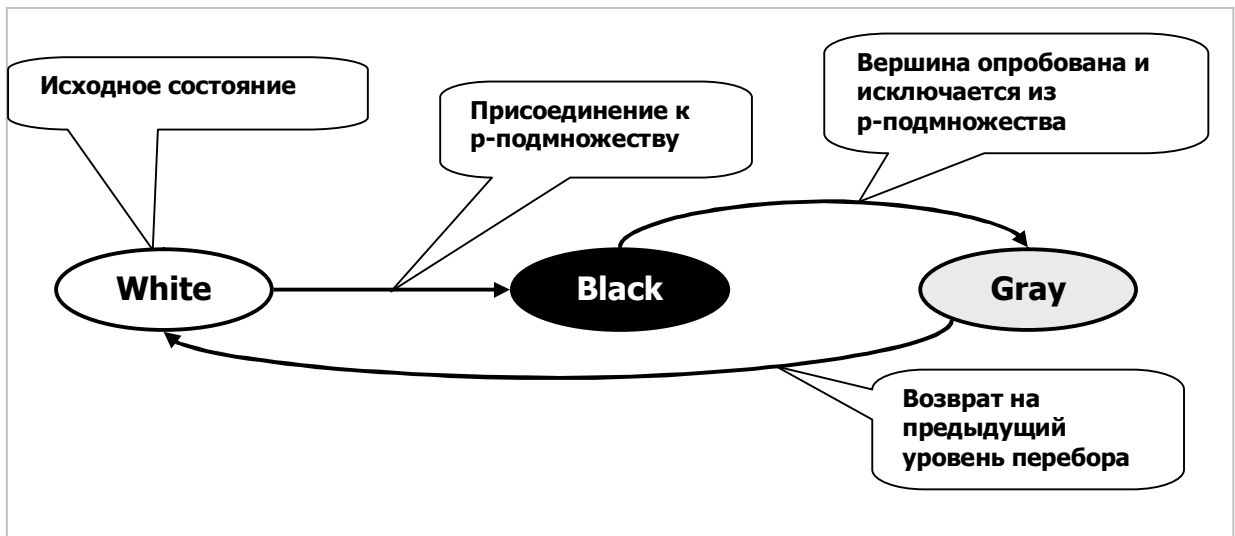 Исходное состояние
Присоединение к
p-подмножеству
Вершина опробована и
исключается из
p-подмножества
White
Black
Gray
Возврат на
предыдущий
уровень перебора